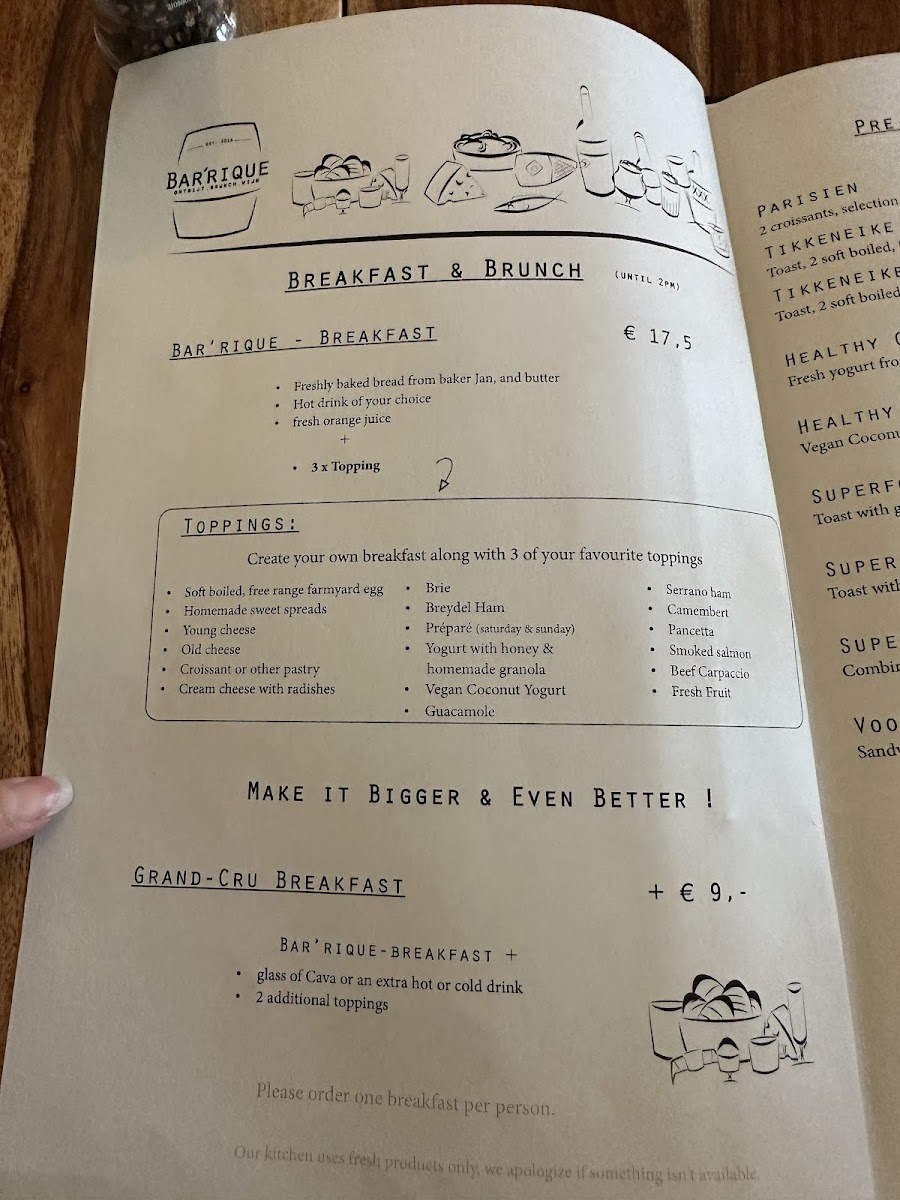 EST. 2014
BAR'RIQUE
ONTBIJT.BRUNCH.WIJN
XXX
BREAKFAST & BRUNCH (UNTIL 2PM)
BAR'RIQUE - BREAKFAST € 17,5
• Freshly baked bread from baker Jan, and butter
• Hot drink of your choice
• fresh orange juice
+
• 3 x Topping
TOPPINGS:
Create your own breakfast along with 3 of your favourite toppings
• Soft boiled, free range farmyard egg
• Homemade sweet spreads
• Young cheese
• Old cheese
• Croissant or other pastry
• Cream cheese with radishes
• Brie
• Breydel Ham
• Préparé (saturday & sunday)
• Yogurt with honey &
homemade granola
• Vegan Coconut Yogurt
• Guacamole
• Serrano ham
• Camembert
• Pancetta
• Smoked salmon
• Beef Carpaccio
• Fresh Fruit
MAKE IT BIGGER & EVEN BETTER !
GRAND-CRU BREAKFAST + € 9,-
BAR'RIQUE-BREAKFAST +
• glass of Cava or an extra hot or cold drink
• 2 additional toppings
Please order one breakfast per person.
Our kitchen uses fresh products only, we apologize if something isn't available.
PRE
PARISIEN
2 croissants, selection
TIKKENEIKE
Toast, 2 soft boiled,
TIKKENEIKE
Toast, 2 soft boiled
HEALTHY
Fresh yogurt fro
HEALTHY
Vegan Coconu
SUPERF
Toast with g
SUPER
Toast with
SUPE
Combin
VOO
Sandw